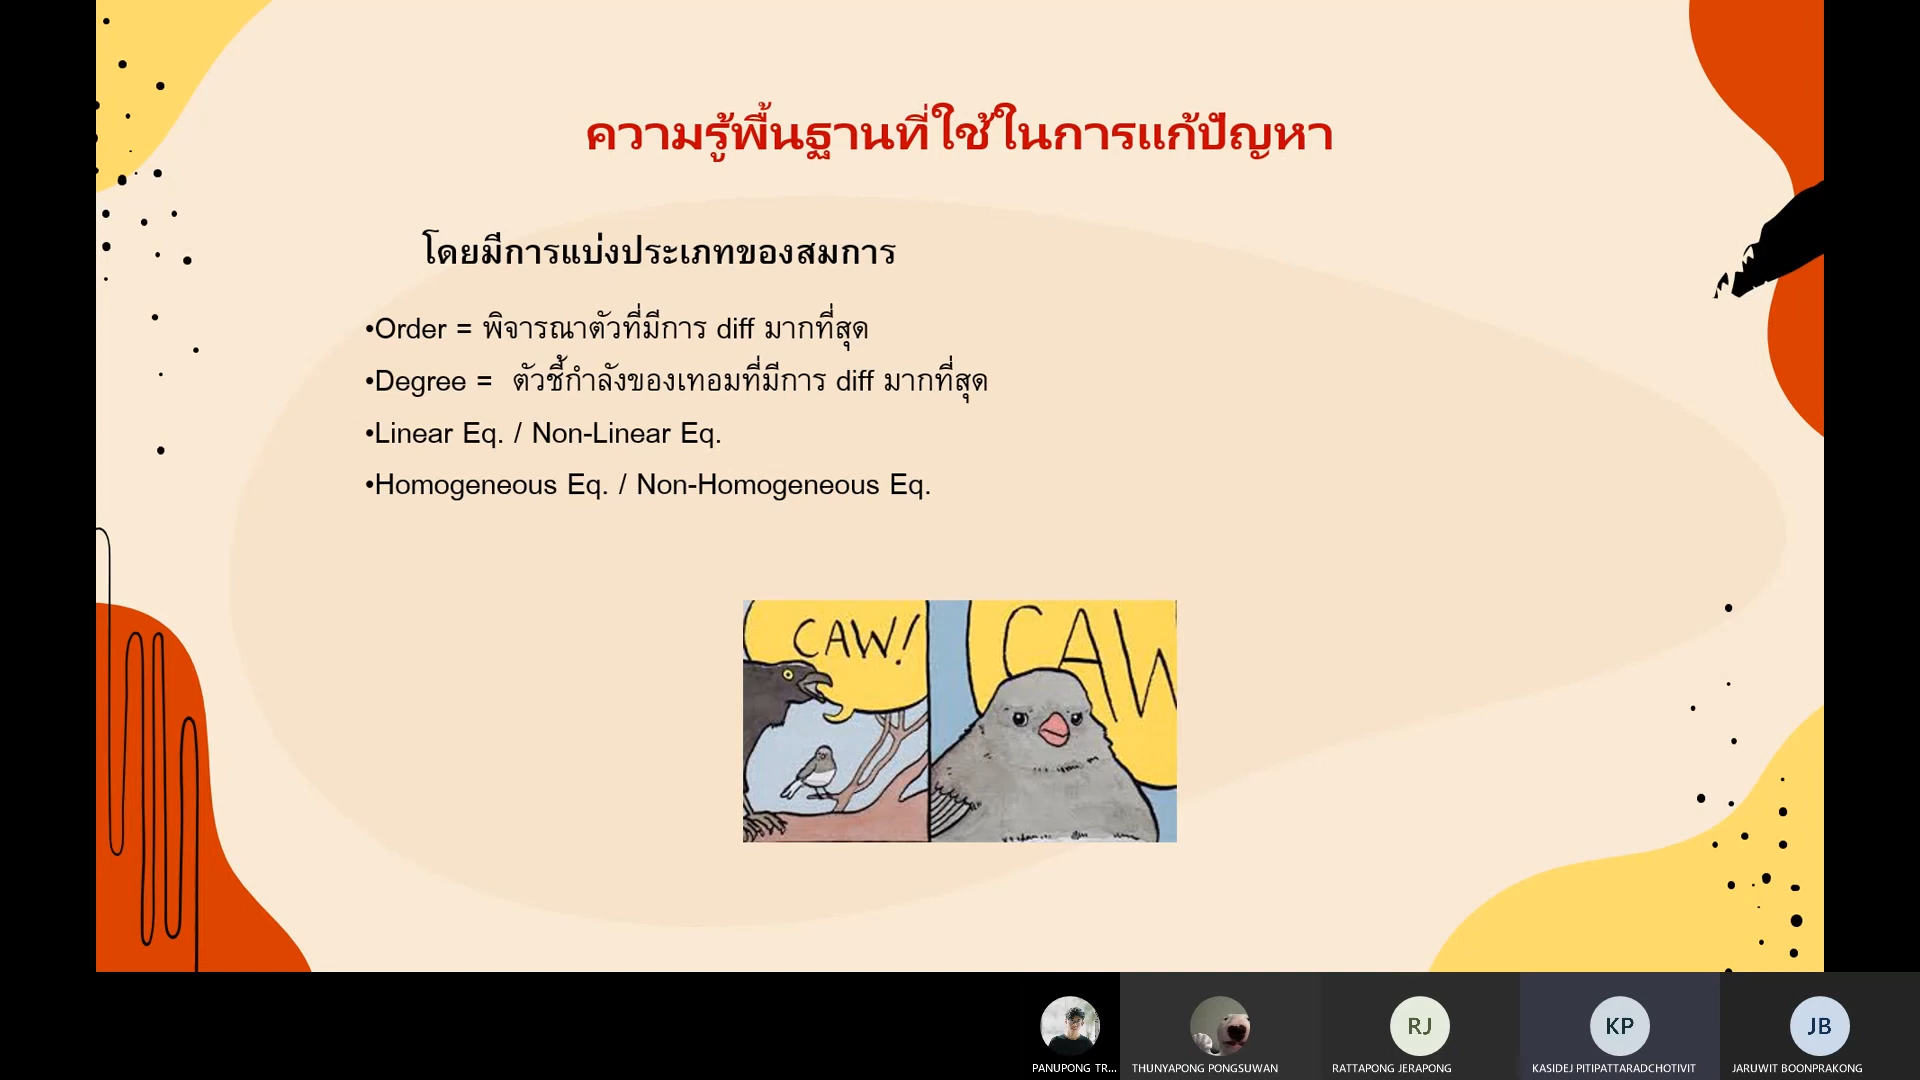 ความรู้พื้นฐานที่ใช้ในการแก้ปัญหา
โดยมีการแบ่งประเภทของสมการ
•Order = พิจารณาตัวที่มีการ diff มากที่สุด
•Degree = ตัวชี้กำลังของเทอมที่มีการ diff มากที่สุด
•Linear Eq. / Non-Linear Eq.
•Homogeneous Eq. / Non-Homogeneous Eq.
CAW!
CAW
RJ
KP
JB
PANUPONG TR...
THUNYAPONG PONGSUWAN
RATTAPONG JERAPONG
KASIDEJ PITIPATTARADCHOTIVIT
JARUWIT BOONPRAKONG